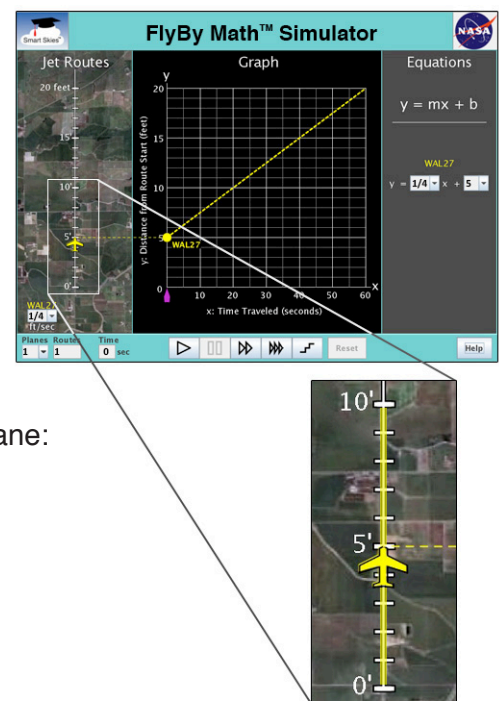 Smart Skies™
FlyBy Math™ Simulator
NASA
Jet Routes
20 feet
15'
10'
5'
0'
WAL27
1/4
ft/sec
Graph
y
20
15
10
5
0
WAL27
10 20 30 40 50 60
x
y: Distance from Route Start (feet)
x: Time Traveled (seconds)
Equations
y = mx + b
WAL27
y = 1/4 x + 5
Planes Routes Time
1 1 0 sec
Reset
Help
ane:
10'
5'
0'